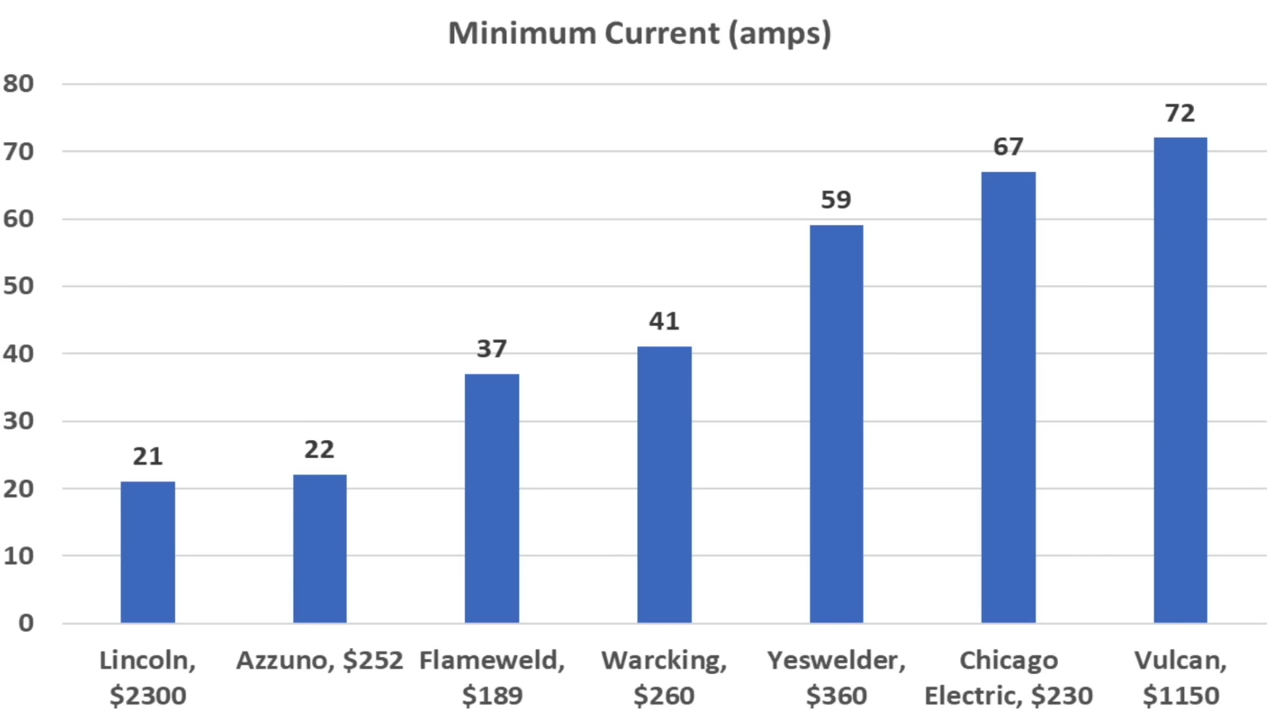 Minimum Current (amps)
80
70
60
50
40
30
20
10
0
21
22
37
41
59
67
72
Lincoln,
$2300
Azzuno, $252
Flameweld,
$189
Warcking,
$260
Yeswelder,
$360
Chicago
Electric, $230
Vulcan,
$1150